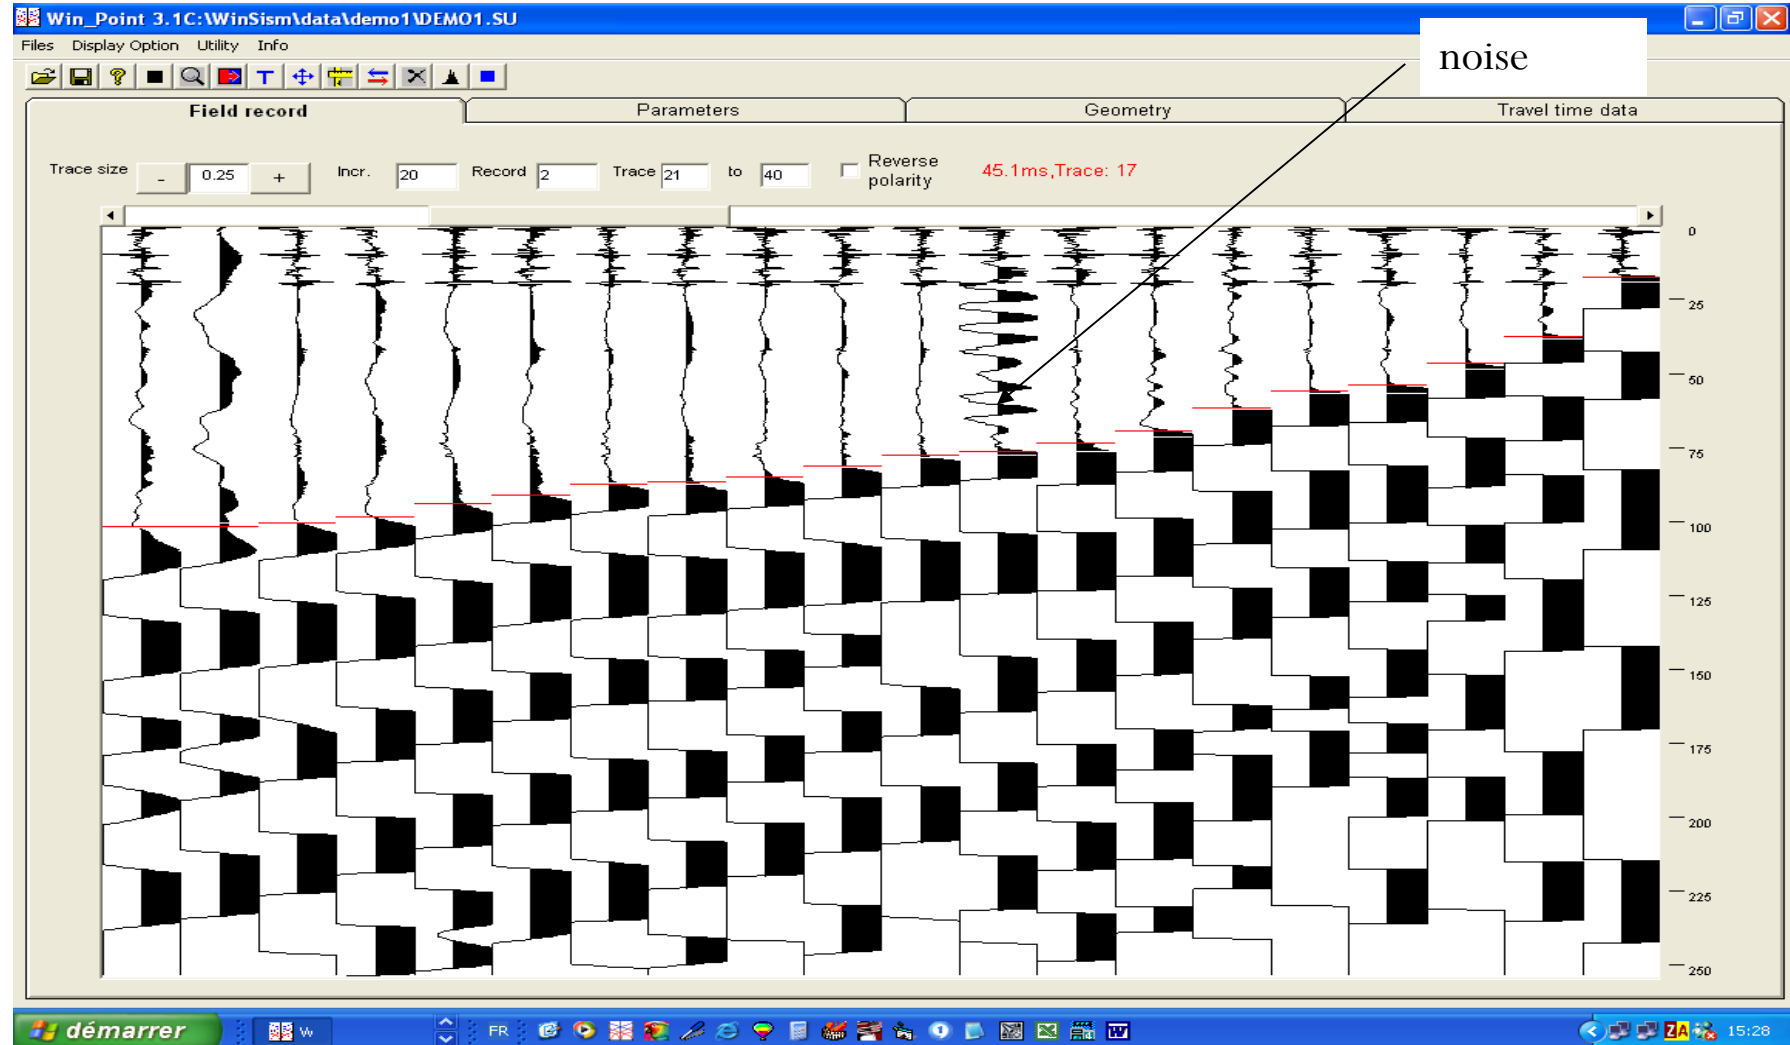 Win_Point 3.1C:\WinSism\data\demo1\DEMO1.SU
Files Display Option Utility Info
noise
Field record Parameters Geometry Travel time data
Trace size - 0.25 + Incr. 20 Record 2 Trace 21 to 40 Reverse polarity 45.1ms,Trace: 17
0
25
50
75
100
125
150
175
200
225
250
démarrer W FR ZA 15:28